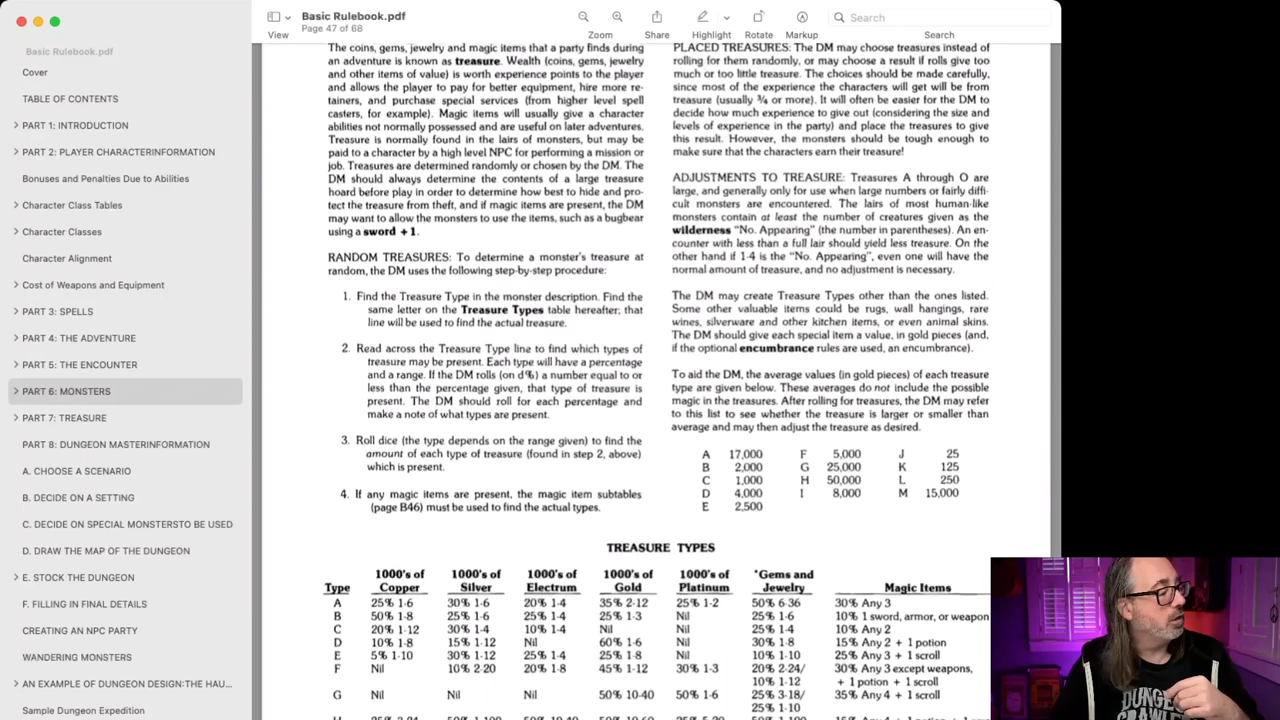 Basic Rulebook.pdf
Page 47 of 68
View
Zoom
Share
Highlight
Rotate
Markup
Search
Search
Basic Rulebook.pdf
Cover
TABLE OF CONTENTS
PART 1: INTRODUCTION
PART 2: PLAYER CHARACTERINFORMATION
Bonuses and Penalties Due to Abilities
Character Class Tables
Character Classes
Character Alignment
Cost of Weapons and Equipment
PART 3: SPELLS
PART 4: THE ADVENTURE
PART 5: THE ENCOUNTER
PART 6: MONSTERS
PART 7: TREASURE
PART 8: DUNGEON MASTERINFORMATION
A. CHOOSE A SCENARIO
B. DECIDE ON A SETTING
C. DECIDE ON SPECIAL MONSTERSTO BE USED
D. DRAW THE MAP OF THE DUNGEON
E. STOCK THE DUNGEON
F. FILLING IN FINAL DETAILS
CREATING AN NPC PARTY
WANDERING MONSTERS
AN EXAMPLE OF DUNGEON DESIGN:THE HAU...
Sample Dungeon Expedition
The coins, gems, jewelry and magic items that a party finds during
an adventure is known as treasure. Wealth (coins, gems, jewelry
and other items of value) is worth experience points to the player
and allows the player to pay for better equipment, hire more re-
tainers, and purchase special services (from higher level spell
casters, for example). Magic items will usually give a character
abilities not normally possessed and are useful on later adventures.
Treasure is normally found in the lairs of monsters, but may be
paid to a character by a high level NPC for performing a mission or
job. Treasures are determined randomly or chosen by the DM. The
DM should always determine the contents of a large treasure
hoard before play in order to determine how best to hide and pro-
tect the treasure from theft, and if magic items are present, the DM
may want to allow the monsters to use the items, such as a bugbear
using a sword +1.
RANDOM TREASURES: To determine a monster's treasure at
random, the DM uses the following step-by-step procedure:
1. Find the Treasure Type in the monster description. Find the
same letter on the Treasure Types table hereafter; that
line will be used to find the actual treasure.
2. Read across the Treasure Type line to find which types of
treasure may be present. Each type will have a percentage
and a range. If the DM rolls (on d%) a number equal to or
less than the percentage given, that type of treasure is
present. The DM should roll for each percentage and
make a note of what types are present.
3. Roll dice (the type depends on the range given) to find the
amount of each type of treasure (found in step 2, above)
which is present.
4. If any magic items are present, the magic item subtables
(page B46) must be used to find the actual types.
PLACED TREASURES: The DM may choose treasures instead of
rolling for them randomly, or may choose a result if rolls give too
much or too little treasure. The choices should be made carefully,
since most of the experience the characters will get will be from
treasure (usually ¾ or more). It will often be easier for the DM to
decide how much experience to give out (considering the size and
levels of experience in the party) and place the treasures to give
this result. However, the monsters should be tough enough to
make sure that the characters earn their treasure!
ADJUSTMENTS TO TREASURE: Treasures A through O are
large, and generally only for use when large numbers or fairly diffi-
cult monsters are encountered. The lairs of most human-like
monsters contain at least the number of creatures given as the
wilderness "No. Appearing" (the number in parentheses). An en-
counter with less than a full lair should yield less treasure. On the
other hand if 1-4 is the "No. Appearing", even one will have the
normal amount of treasure, and no adjustment is necessary.
The DM may create Treasure Types other than the ones listed.
Some other valuable items could be rugs, wall hangings, rare
wines, silverware and other kitchen items, or even animal skins.
The DM should give each special item a value, in gold pieces (and,
if the optional encumbrance rules are used, an encumbrance).
To aid the DM, the average values (in gold pieces) of each treasure
type are given below. These averages do not include the possible
magic in the treasures. After rolling for treasures, the DM may refer
to this list to see whether the treasure is larger or smaller than
average and may then adjust the treasure as desired.
A 17,000 F 5,000 J 25
B 2,000 G 25,000 K 125
C 1,000 H 50,000 L 250
D 4,000 I 8,000 M 15,000
E 2,500
TREASURE TYPES
1000's of 1000's of 1000's of 1000's of 1000's of *Gems and
Type Copper Silver Electrum Gold Platinum Jewelry Magic Items
A 25% 1-6 30% 1-6 20% 1-4 35% 2-12 25% 1-2 50% 6-36 30% Any 3
B 50% 1-8 25% 1-6 25% 1-4 25% 1-3 Nil 25% 1-6 10% 1 sword, armor, or weapon
C 20% 1-12 30% 1-4 10% 1-4 Nil Nil 25% 1-4 10% Any 2
D 10% 1-8 15% 1-12 Nil 60% 1-6 Nil 30% 1-8 15% Any 2 + 1 potion
E 5% 1-10 30% 1-12 25% 1-4 25% 1-8 Nil 10% 1-10 25% Any 3 + 1 scroll
F Nil 10% 2-20 20% 1-8 45% 1-12 30% 1-3 20% 2-24/ 30% Any 3 except weapons,
10% 1-12 + 1 potion + 1 scroll
G Nil Nil Nil 50% 10-40 50% 1-6 25% 3-18/ 35% Any 4 + 1 scroll
25% 1-10